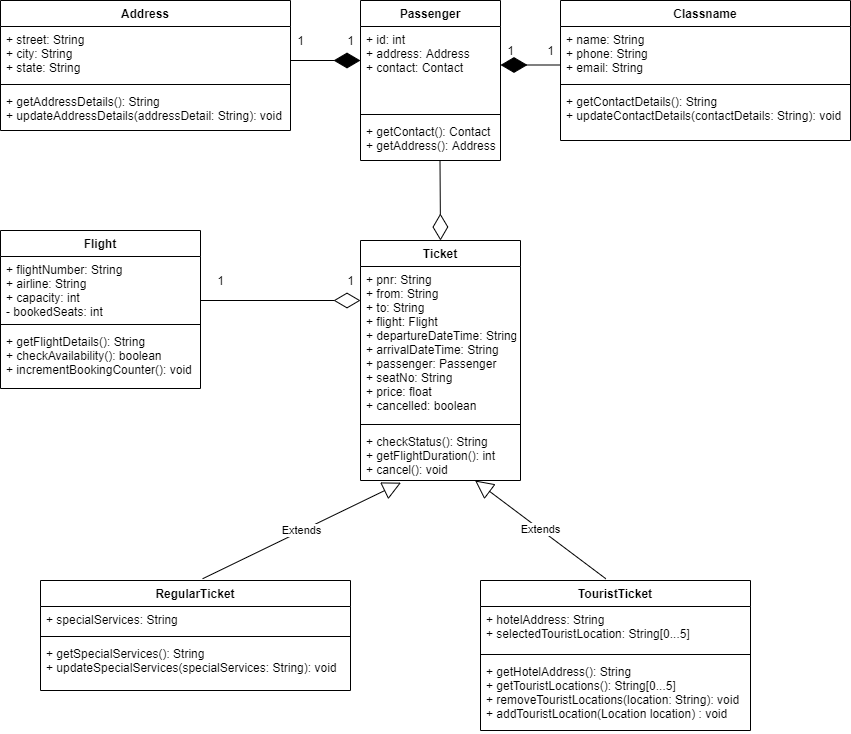 Address
+ street: String
+ city: String
+ state: String
+ getAddressDetails(): String
+ updateAddressDetails(addressDetail: String): void
1
1
Passenger
+ id: int
+ address: Address
+ contact: Contact
+ getContact(): Contact
+ getAddress(): Address
1
1
Classname
+ name: String
+ phone: String
+ email: String
+ getContactDetails(): String
+ updateContactDetails(contactDetails: String): void
Flight
+ flightNumber: String
+ airline: String
+ capacity: int
- bookedSeats: int
+ getFlightDetails(): String
+ checkAvailability(): boolean
+ incrementBookingCounter(): void
1
1
Ticket
+ pnr: String
+ from: String
+ to: String
+ flight: Flight
+ departureDateTime: String
+ arrivalDateTime: String
+ passenger: Passenger
+ seatNo: String
+ price: float
+ cancelled: boolean
+ checkStatus(): String
+ getFlightDuration(): int
+ cancel(): void
Extends
Extends
RegularTicket
+ specialServices: String
+ getSpecialServices(): String
+ updateSpecialServices(specialServices: String): void
TouristTicket
+ hotelAddress: String
+ selectedTouristLocation: String[0...5]
+ getHotelAddress(): String
+ getTouristLocations(): String[0...5]
+ removeTouristLocations(location: String): void
+ addTouristLocation(Location location) : void